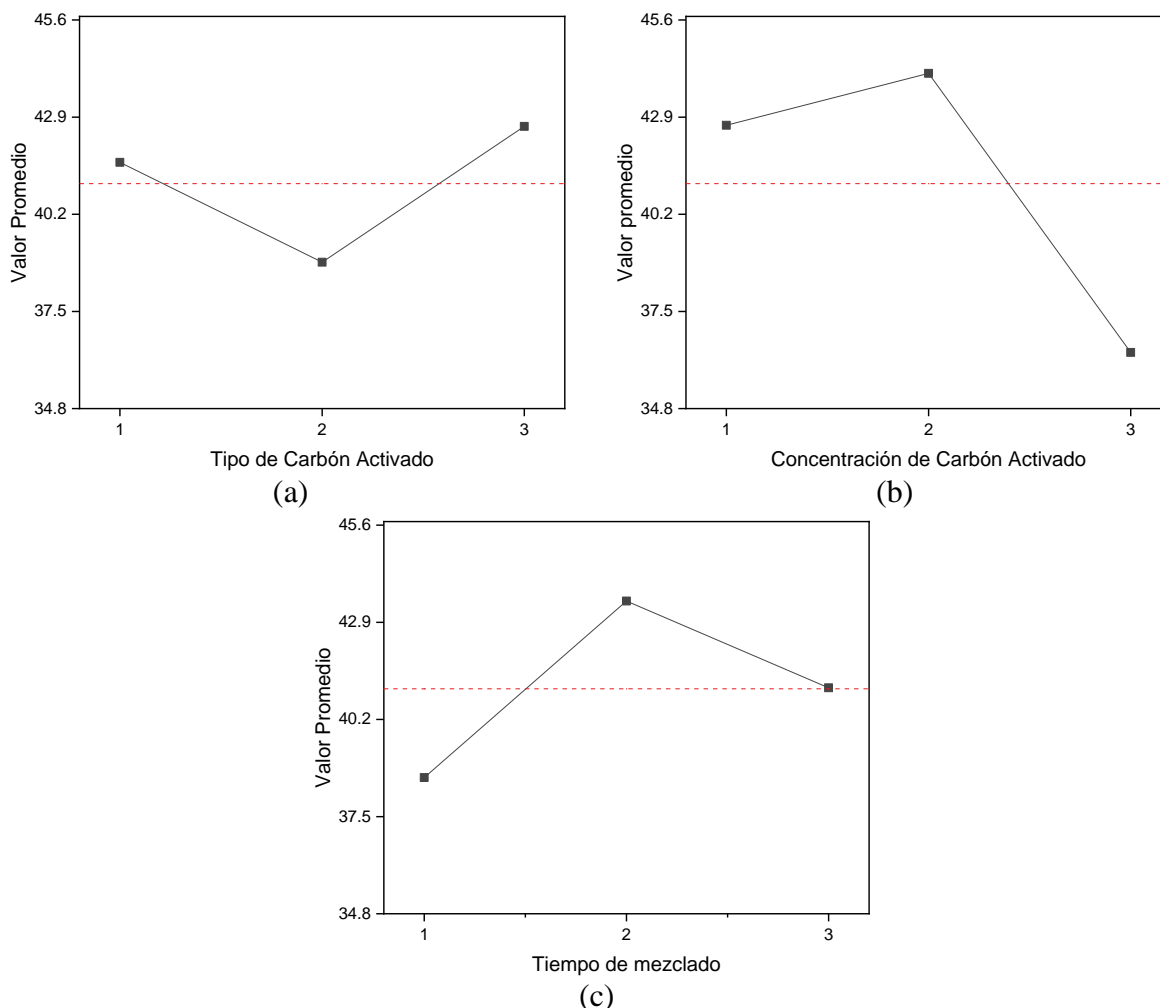 45.6
42.9
40.2
37.5
34.8
Valor Promedio
1 2 3
Tipo de Carbón Activado
(a)
45.6
42.9
40.2
37.5
34.8
Valor promedio
1 2 3
Concentración de Carbón Activado
(b)
45.6
42.9
40.2
37.5
34.8
Valor Promedio
1 2 3
Tiempo de mezclado
(c)